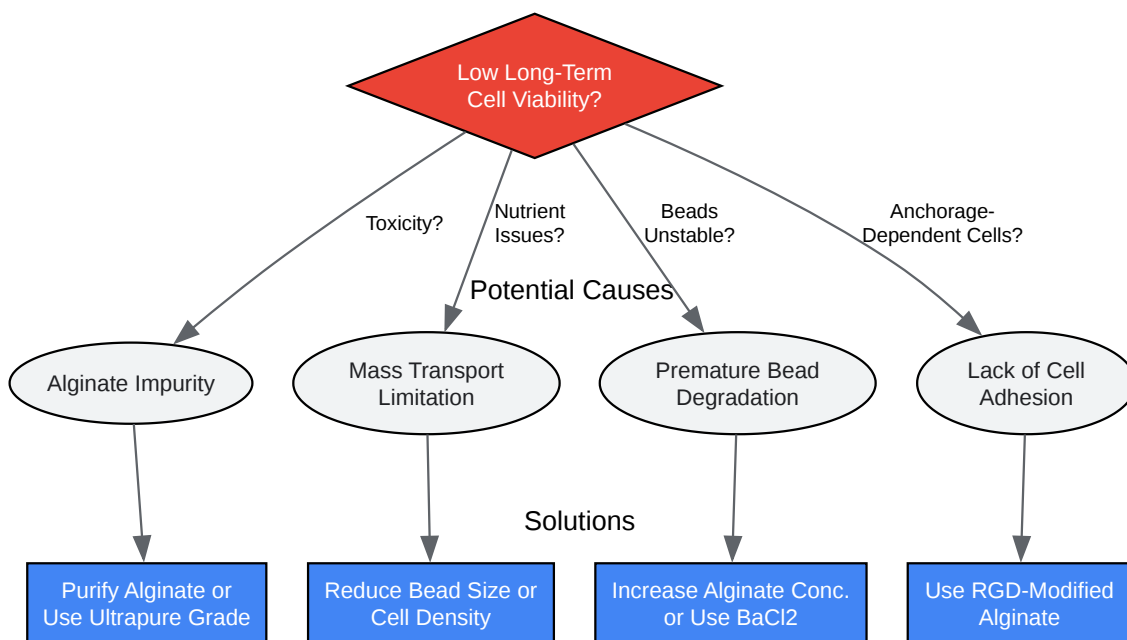 Low Long-Term
Cell Viability?
Toxicity?
Nutrient
Issues?
Beads
Unstable?
Anchorage-
Dependent Cells?
Potential Causes
Alginate Impurity
Mass Transport
Limitation
Premature Bead
Degradation
Lack of Cell
Adhesion
Solutions
Purify Alginate or
Use Ultrapure Grade
Reduce Bead Size or
Cell Density
Increase Alginate Conc.
or Use BaCl2
Use RGD-Modified
Alginate